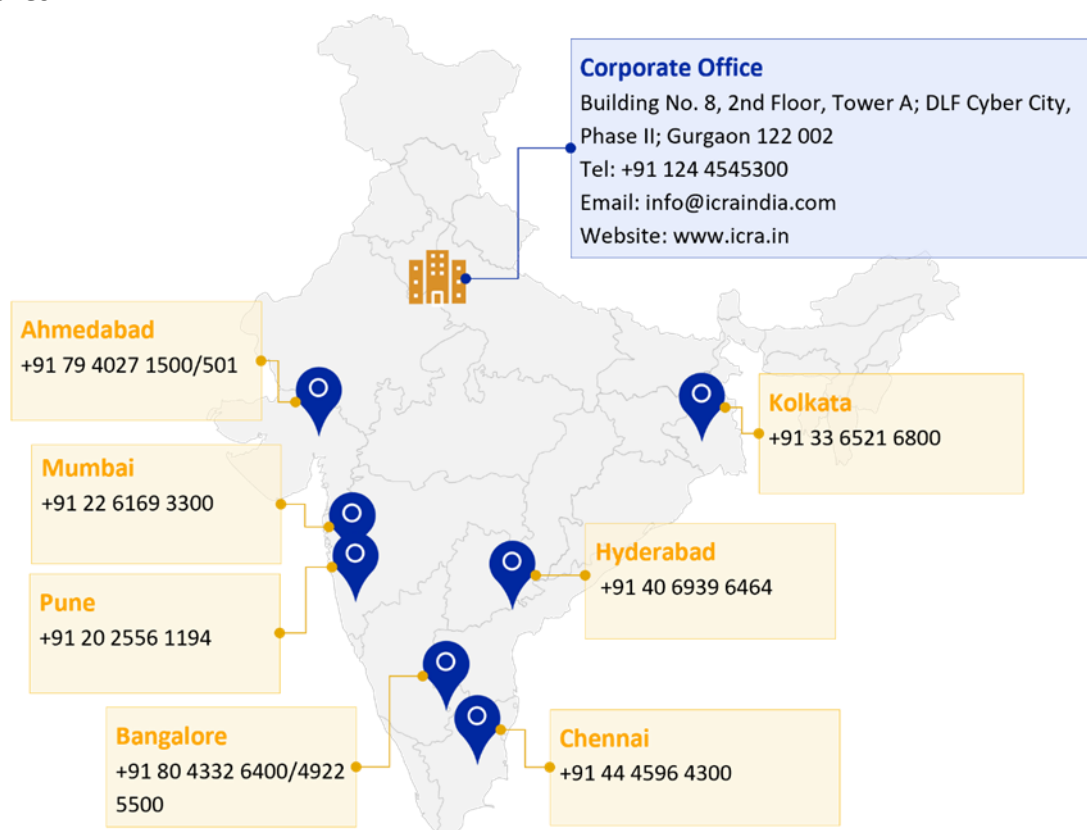 Corporate Office
Building No. 8, 2nd Floor, Tower A; DLF Cyber City,
Phase II; Gurgaon 122 002
Tel: +91 124 4545300
Email: info@icraindia.com
Website: www.icra.in
Ahmedabad
+91 79 4027 1500/501
Kolkata
+91 33 6521 6800
Mumbai
+91 22 6169 3300
Hyderabad
+91 40 6939 6464
Pune
+91 20 2556 1194
Bangalore
+91 80 4332 6400/4922
5500
Chennai
+91 44 4596 4300